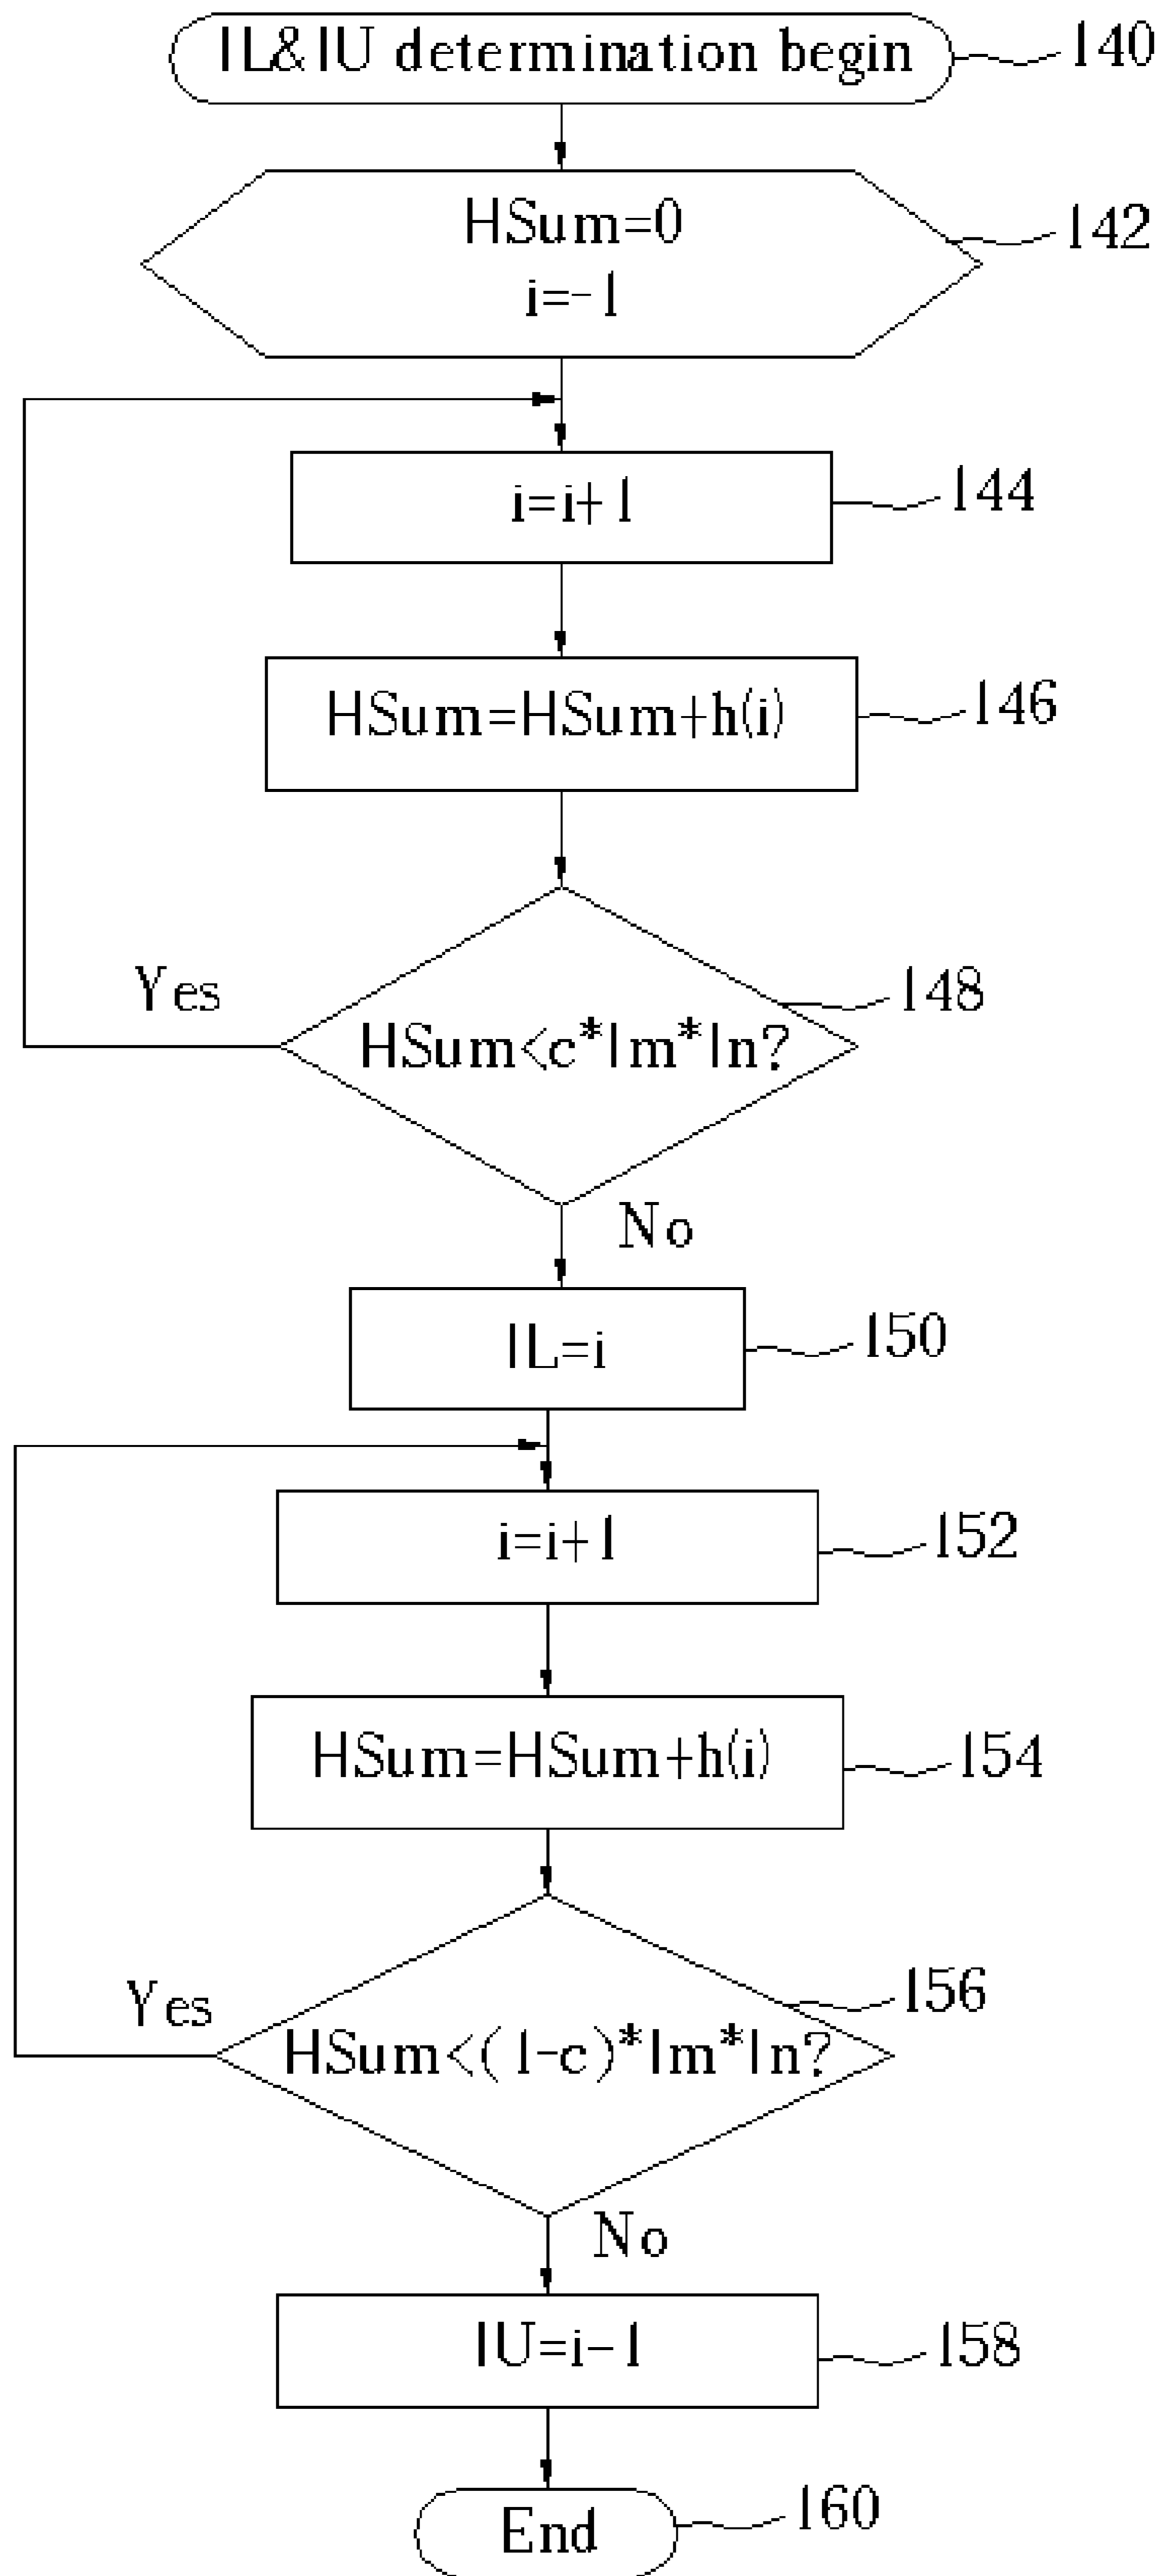 IL&IU determination begin
140
HSum=0
i=-1
142
i=i+1
144
HSum=HSum+h(i)
146
Yes
148
HSum<c*Im*In?
No
IL=i
150
i=i+1
152
HSum=HSum+h(i)
154
Yes
156
HSum<(1-c)*Im*In?
No
IU=i-1
158
End
160